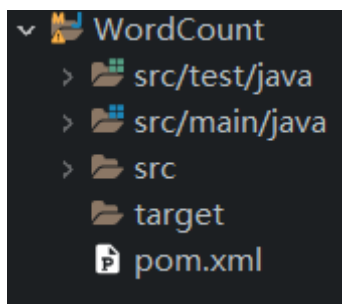 WordCount
src/test/java
src/main/java
src
target
pom.xml